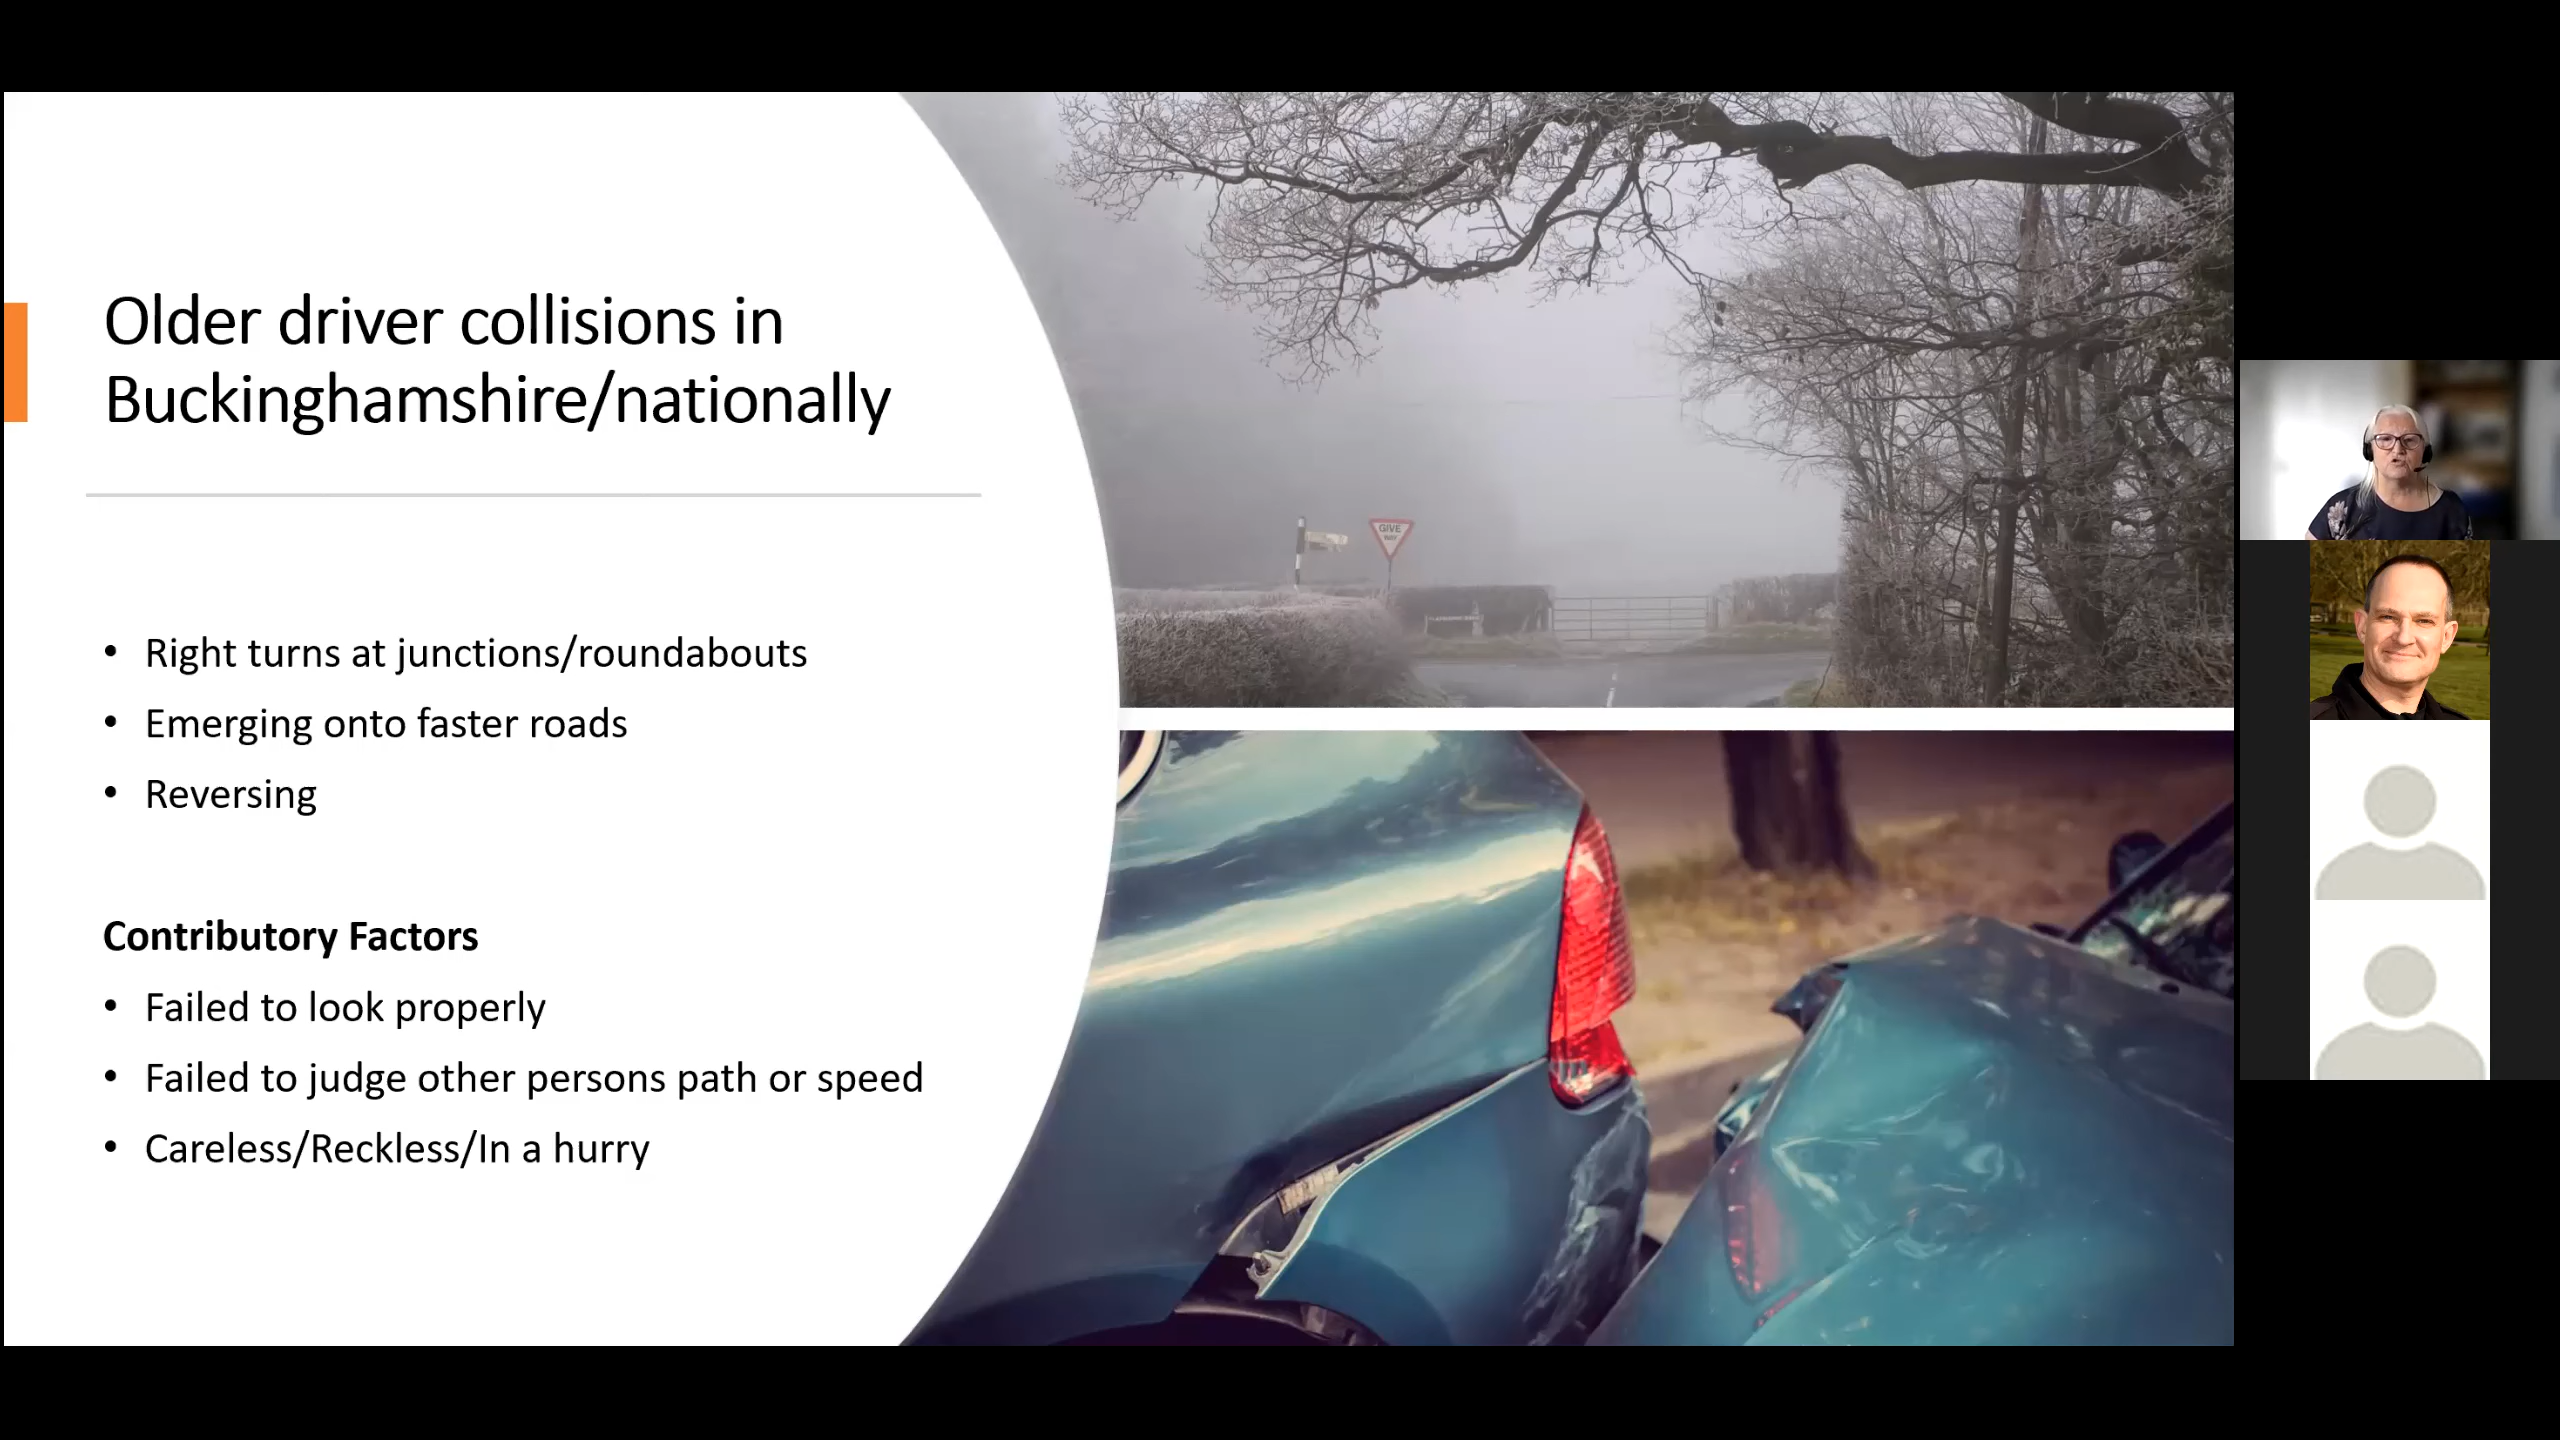 Older driver collisions in
Buckinghamshire/nationally
• Right turns at junctions/roundabouts
• Emerging onto faster roads
• Reversing
Contributory Factors
• Failed to look properly
• Failed to judge other persons path or speed
• Careless/Reckless/In a hurry
GIVE
WAY